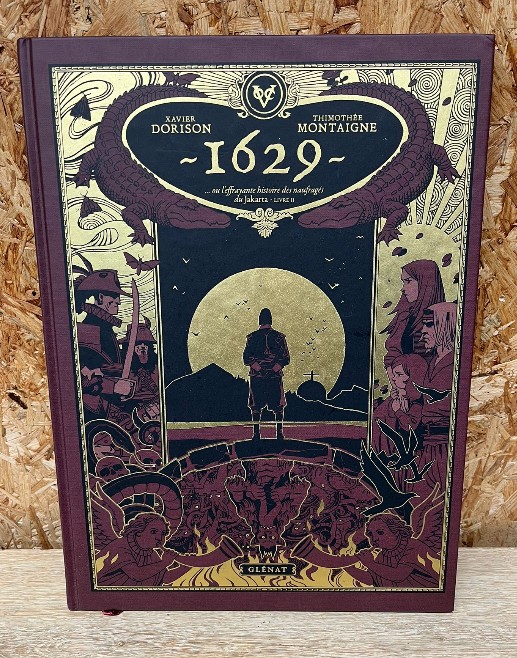 XAVIER
DORISON
THIMOTHÉE
MONTAIGNE
~1629~
... ou l'effrayante histoire des naufragés
du Jakarta • LIVRE II
GLÉNAT